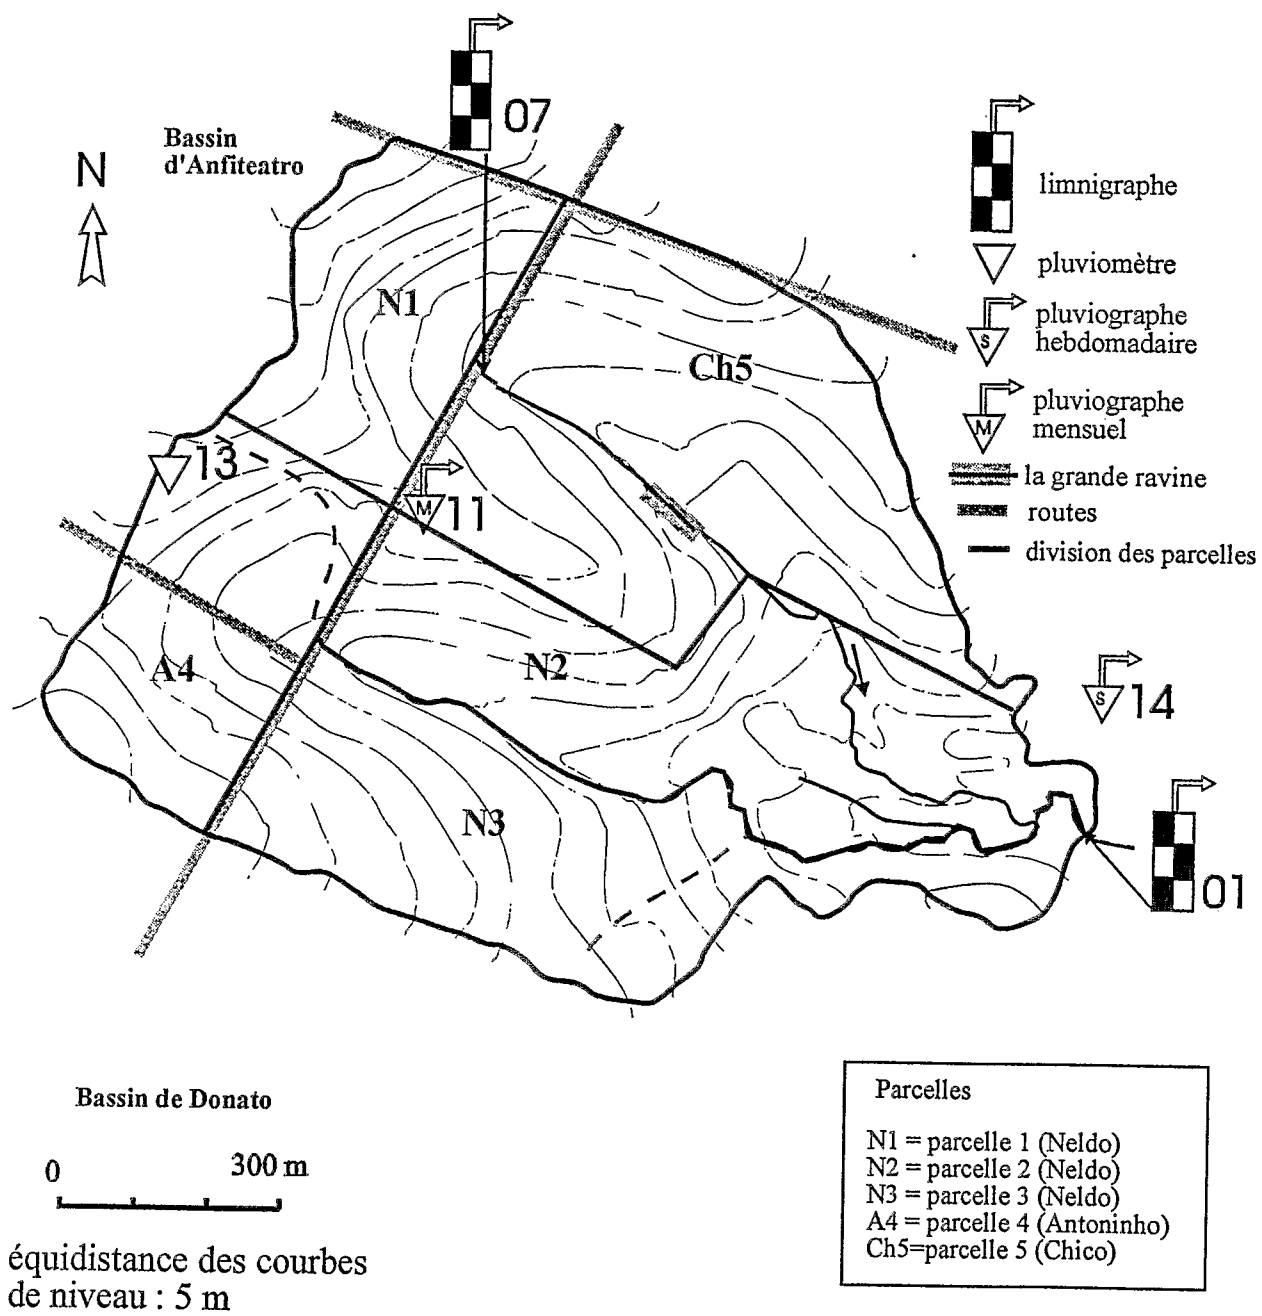 07
Bassin
d'Anfiteatro
N
limnigraphe
pluviomètre
S
pluviographe
hebdomadaire
N1
Ch5
M
pluviographe
mensuel
13
M
11
la grande ravine
routes
division des parcelles
A4
N2
S
14
N3
01
Bassin de Donato
0
300 m
équidistance des courbes
de niveau : 5 m
Parcelles
N1 = parcelle 1 (Neldo)
N2 = parcelle 2 (Neldo)
N3 = parcelle 3 (Neldo)
A4 = parcelle 4 (Antoninho)
Ch5=parcelle 5 (Chico)